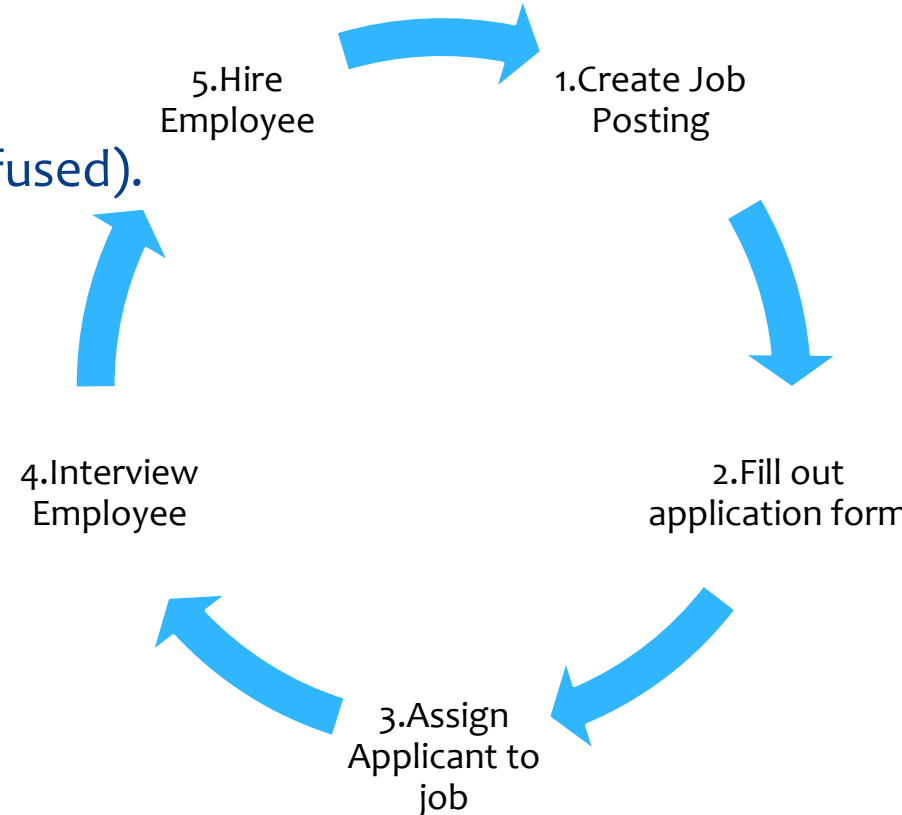 5.Hire
Employee
1.Create Job
Posting
fused).
4.Interview
Employee
2.Fill out
application form
3.Assign
Applicant to
job